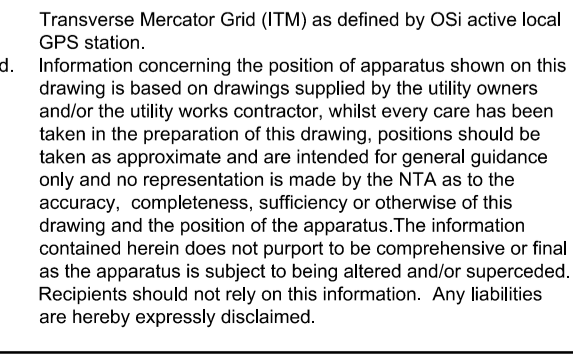 Transverse Mercator Grid (ITM) as defined by OSi active local
GPS station.
d. Information concerning the position of apparatus shown on this
drawing is based on drawings supplied by the utility owners
and/or the utility works contractor, whilst every care has been
taken in the preparation of this drawing, positions should be
taken as approximate and are intended for general guidance
only and no representation is made by the NTA as to the
accuracy, completeness, sufficiency or otherwise of this
drawing and the position of the apparatus.The information
contained herein does not purport to be comprehensive or final
as the apparatus is subject to being altered and/or superceded.
Recipients should not rely on this information. Any liabilities
are hereby expressly disclaimed.